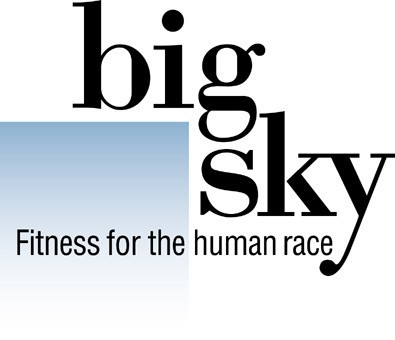 big
sky
Fitness for the human race